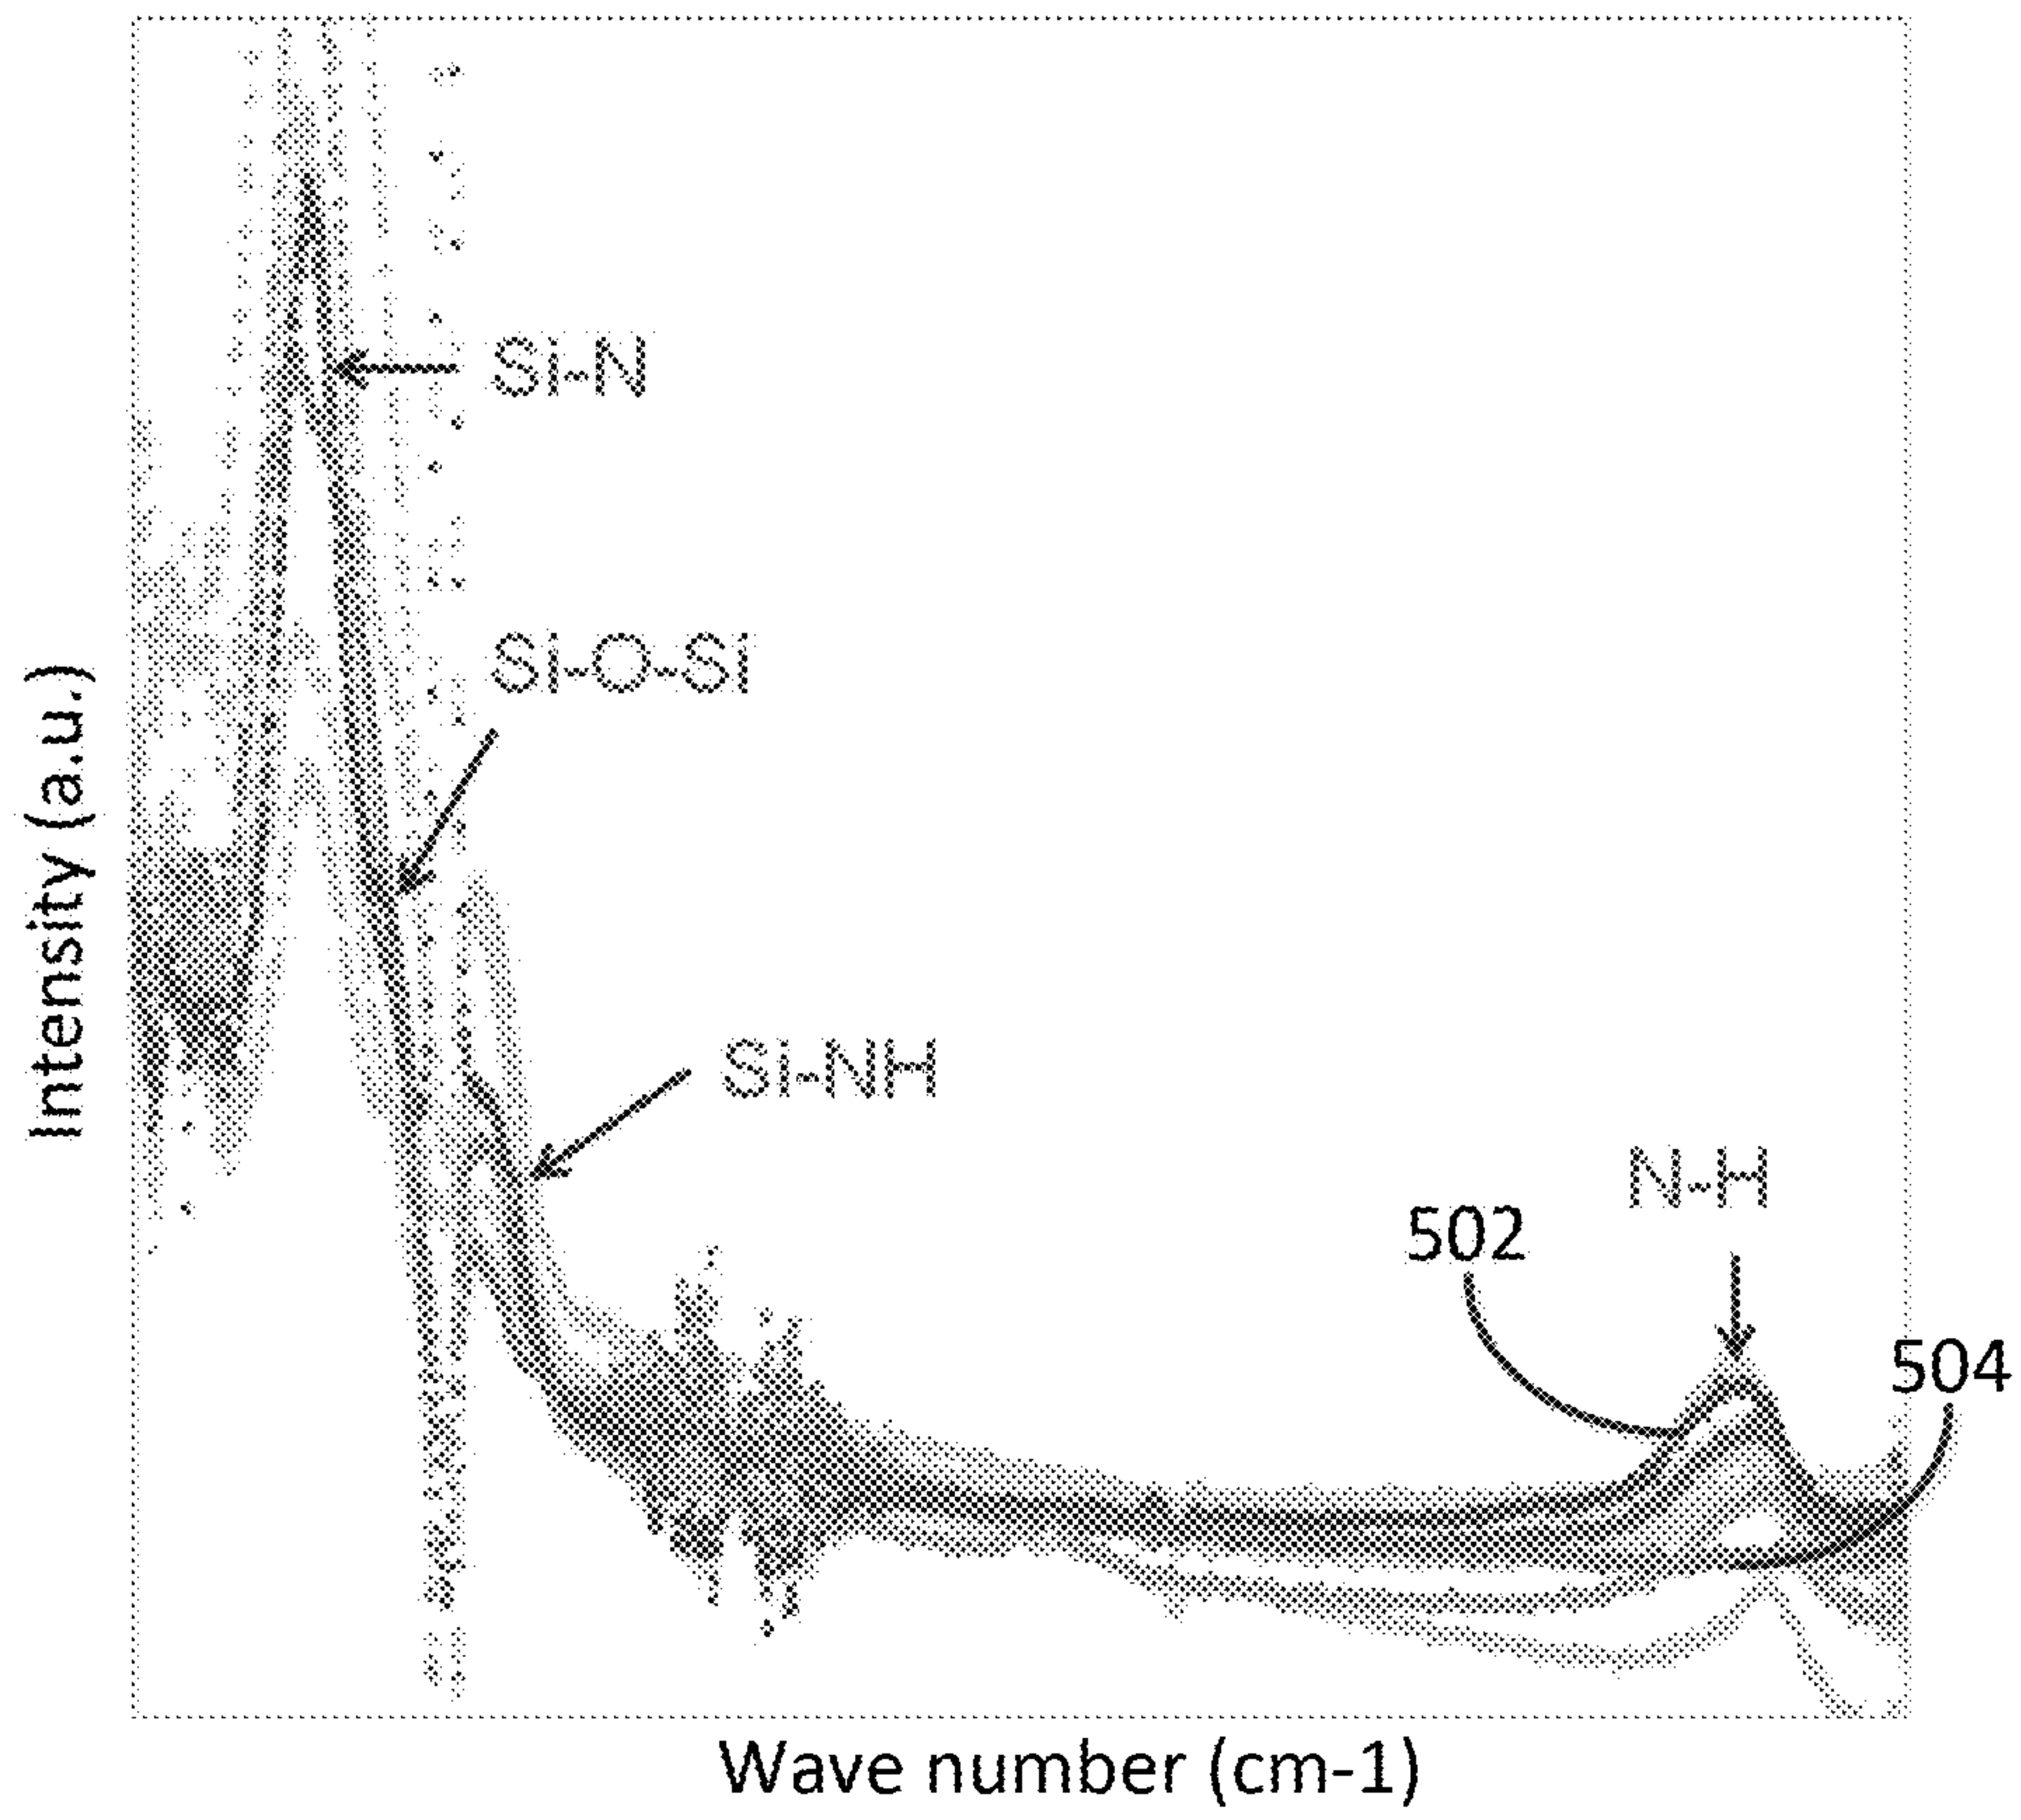 Si-N
Si-O-Si
Intensity (a.u.)
Si-NH
N-H
502
504
Wave number (cm-1)